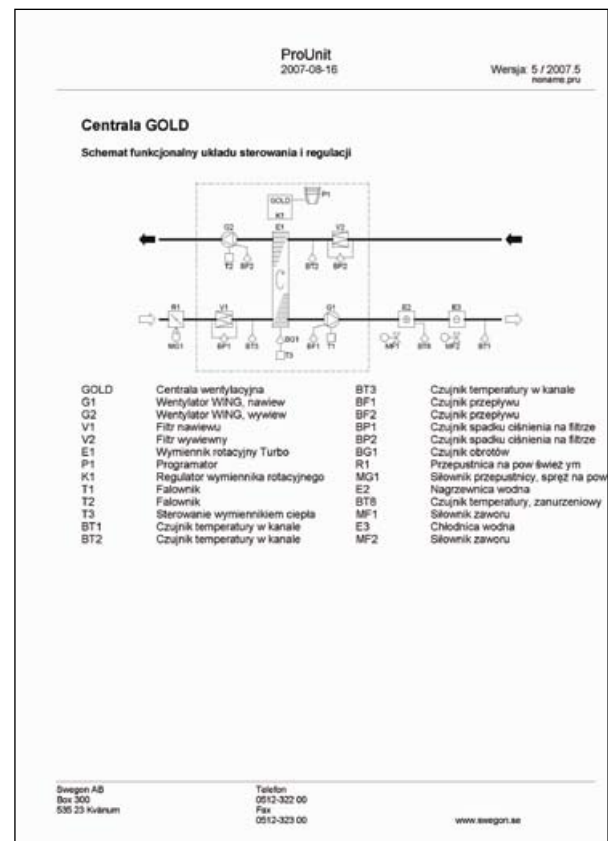 ProUnit
2007-08-16
Wersja: 5 / 2007.5
noname.pru
Centrala GOLD
Schemat funkcjonalny układu sterowania i regulacji
GOLD
P1
K1
G2
E1
V2
T2
BF2
BT2
BP2
C
R1
V1
G1
E2
E3
MG1
BP1
BT3
BG1
T3
BF1
T1
MF1
BT8
MF2
BT1
GOLD Centrala wentylacyjna
G1 Wentylator WING, nawiew
G2 Wentylator WING, wywiew
V1 Filtr nawiewu
V2 Filtr wywiewny
E1 Wymiennik rotacyjny Turbo
P1 Programator
K1 Regulator wymiennika rotacyjnego
T1 Falownik
T2 Falownik
T3 Sterowanie wymiennikiem ciepła
BT1 Czujnik temperatury w kanale
BT2 Czujnik temperatury w kanale
BT3 Czujnik temperatury w kanale
BF1 Czujnik przepływu
BF2 Czujnik przepływu
BP1 Czujnik spadku ciśnienia na filtrze
BP2 Czujnik spadku ciśnienia na filtrze
BG1 Czujnik obrotów
R1 Przepustnica na pow śwież ym
MG1 Siłownik przepustnicy, spręż na pow
E2 Nagrzewnica wodna
BT8 Czujnik temperatury, zanurzeniowy
MF1 Siłownik zaworu
E3 Chłodnica wodna
MF2 Siłownik zaworu
Swegon AB
Box 300
535 23 Kvänum
Telefon
0512-322 00
Fax
0512-323 00
www.swegon.se